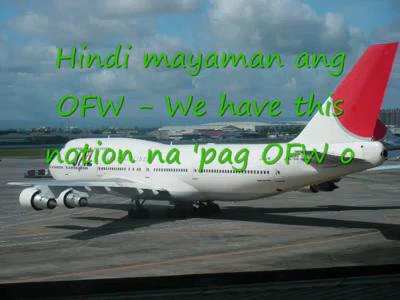 Hindi mayaman ang
OFW - We have this
notion na 'pag OFW o